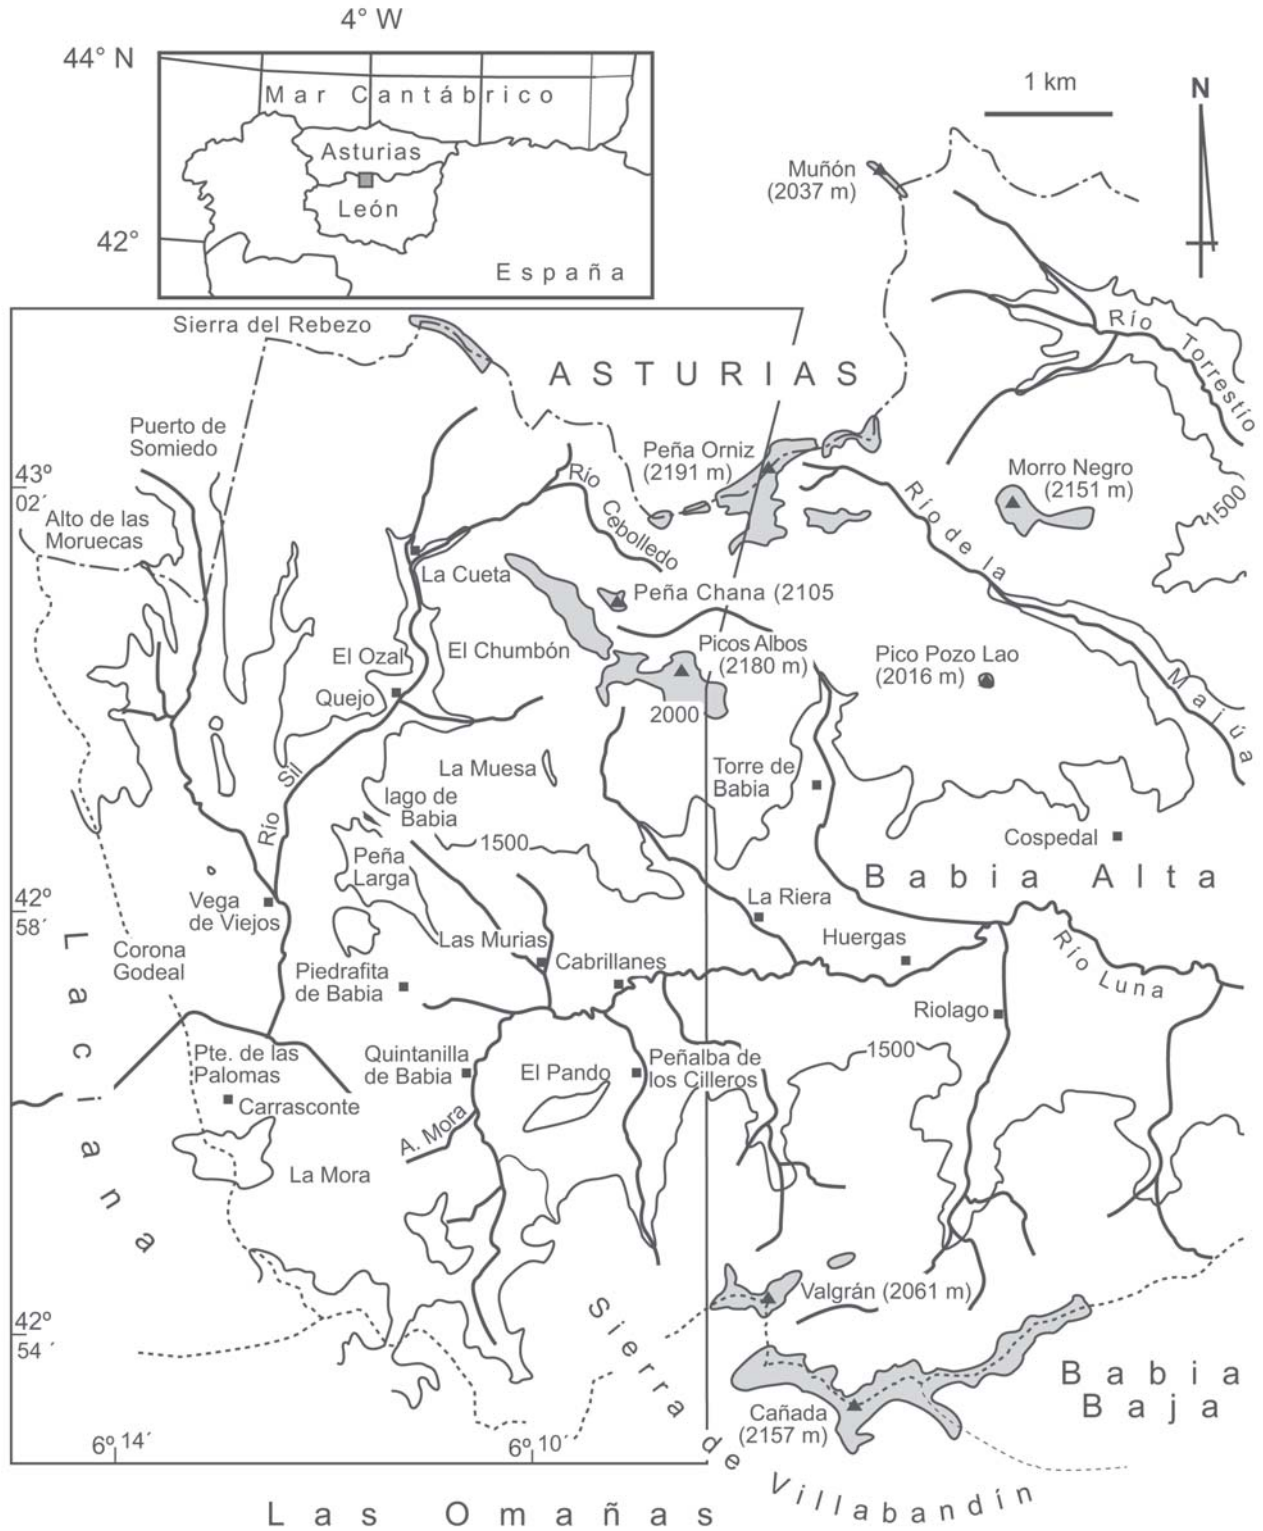 4° W
44° N
Mar Cantábrico
Asturias
León
42°
España
1 km
N
Muñón
(2037 m)
Sierra del Rebezo
ASTURIAS
Río Torrestío
Puerto de
Somiedo
Peña Orniz
(2191 m)
Morro Negro
(2151 m)
43°
02´
Alto de las
Moruecas
Río Cebolledo
Río de la Majúa
1500
La Cueta
Peña Chana (2105
El Ozal
El Chumbón
Picos Albos
(2180 m)
Pico Pozo Lao
(2016 m)
Quejo
2000
Río Sil
La Muesa
Torre de
Babia
lago de
Babia
1500
Cospedal
Peña
Larga
Babia Alta
42°
58´
Vega
de Viejos
La Riera
Laciana
Corona
Godeal
Las Murias
Huergas
Cabrillanes
Río Luna
Piedrafita
de Babia
Riolago
Pte. de las
Palomas
Quintanilla
de Babia
El Pando
Peñalba de
los Cilleros
1500
Carrasconte
A. Mora
La Mora
Valgrán (2061 m)
42°
54´
Sierra de Villabandín
Babia
Baja
Cañada
(2157 m)
6° 14´
6° 10´
Las Omañas